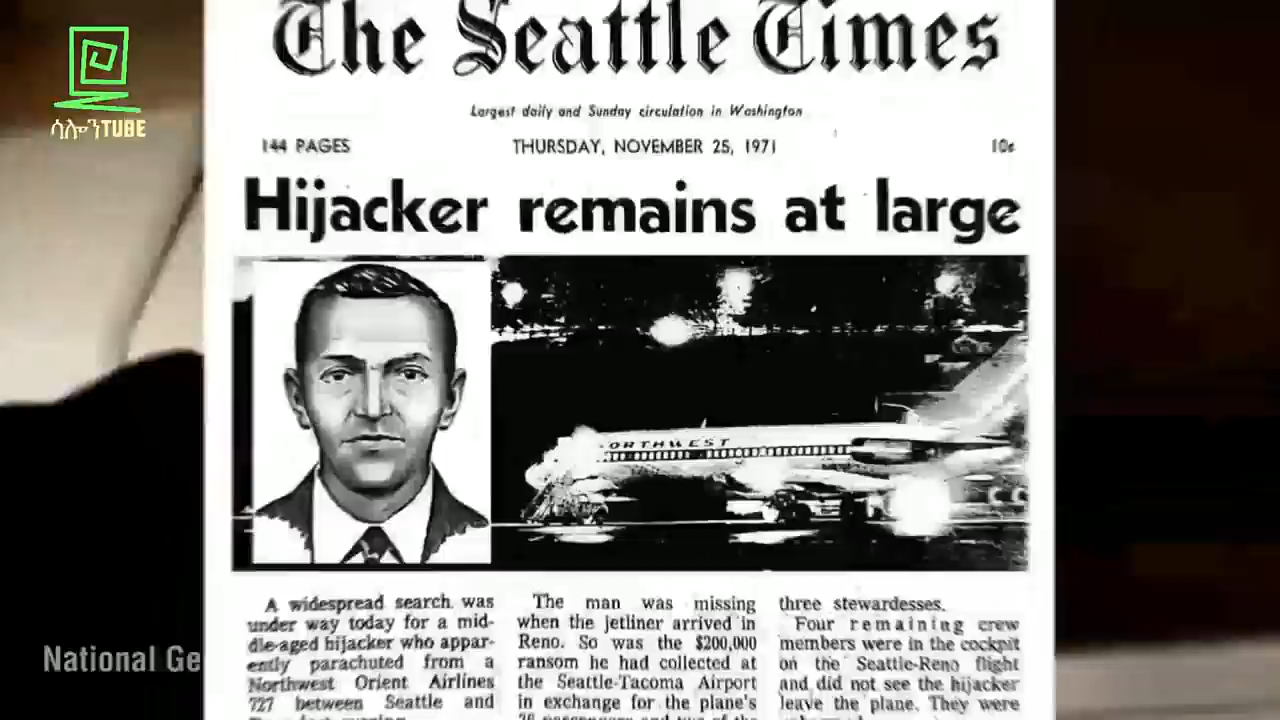 ሳሎንTUBE
The Seattle Times
Largest daily and Sunday circulation in Washington
144 PAGES THURSDAY, NOVEMBER 25, 1971 10¢
Hijacker remains at large
ORTHWEST
A widespread search was
under way today for a mid-
dle-aged hijacker who appar-
ently parachuted from a
Northwest Orient Airlines
727 between Seattle and
The man was missing
when the jetliner arrived in
Reno. So was the $200,000
ransom he had collected at
the Seattle-Tacoma Airport
in exchange for the plane's
three stewardesses.
Four remaining crew
members were in the cockpit
on the Seattle-Reno flight
and did not see the hijacker
leave the plane. They were
National Ge